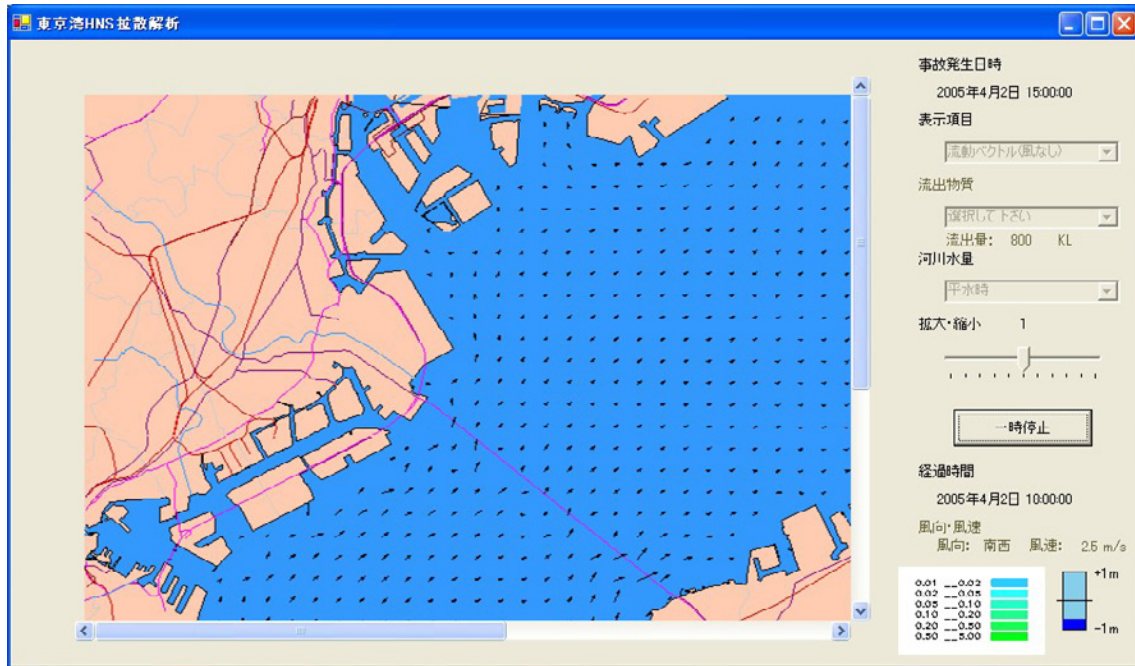 東京湾HNS拡散解析
事故発生日時
2005年4月2日 15:00:00
表示項目
流動ベクトル(風なし)
流出物質
選択して下さい
流出量: 800 KL
河川水量
平水時
拡大・縮小 1
一時停止
経過時間
2005年4月2日 10:00:00
風向・風速
風向: 南西 風速: 2.5 m/s
0.01 __0.02
0.02 __0.05
0.05 __0.10
0.10 __0.20
0.20 __0.50
0.50 __5.00
+1m
-1m